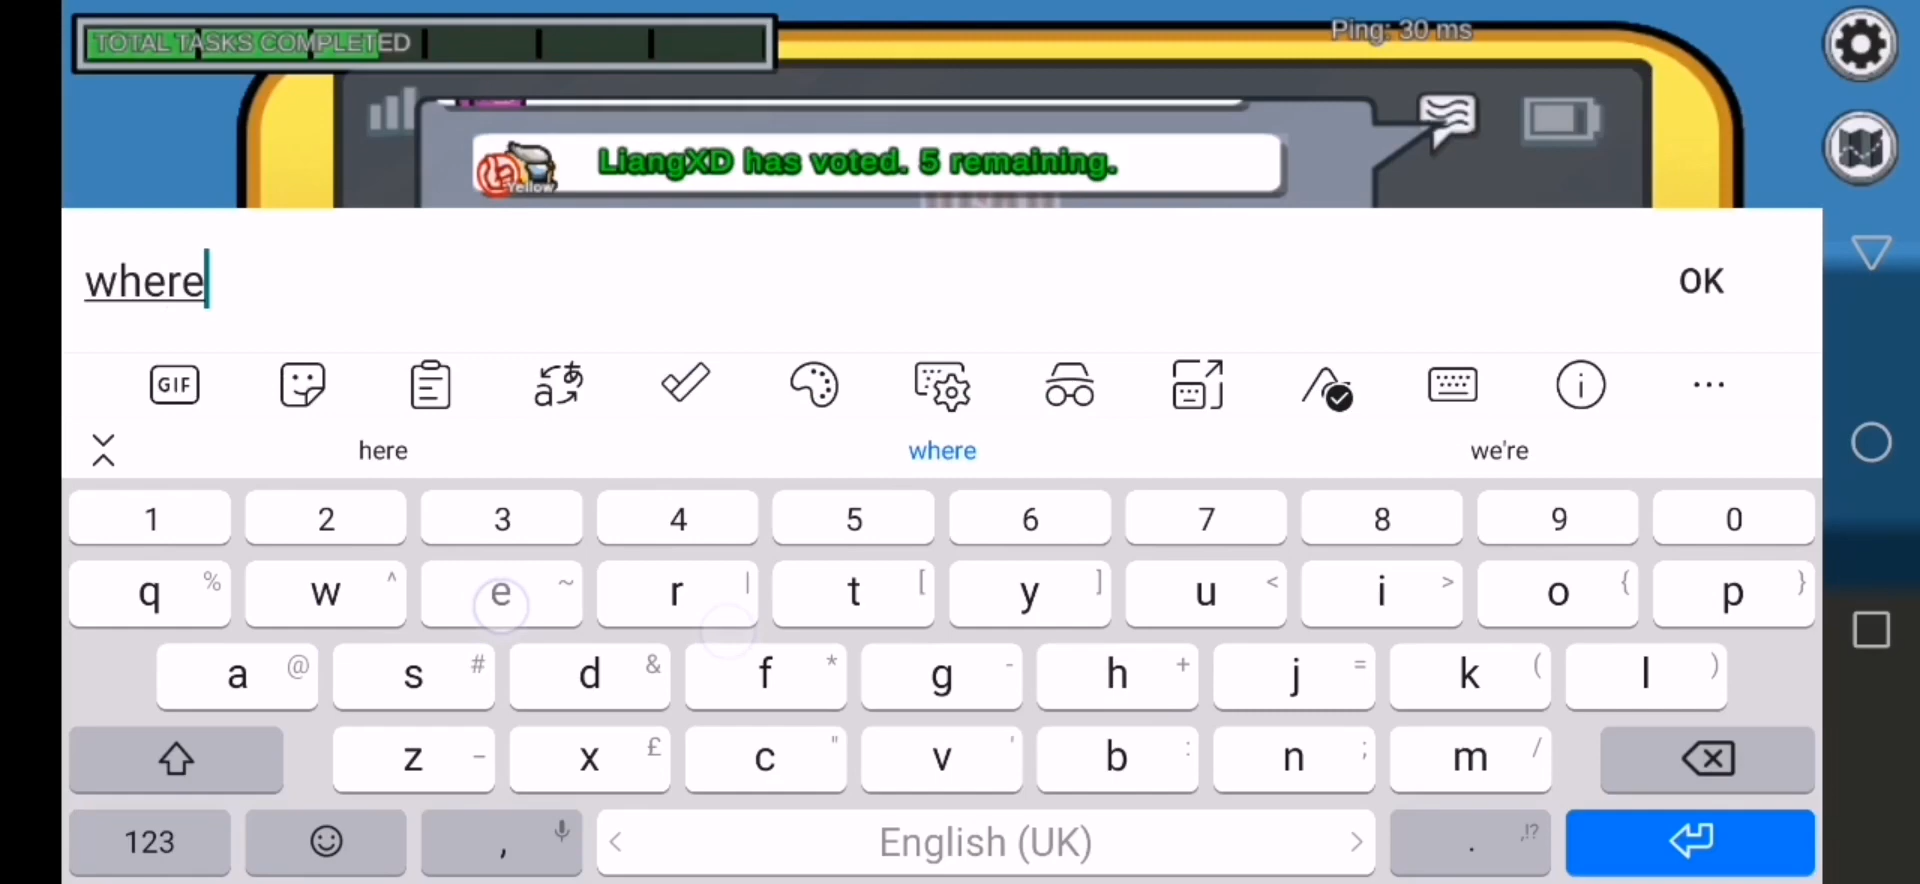 TOTAL TASKS COMPLETED
Ping: 30 ms
LiangXD has voted. 5 remaining.
Yellow
where
OK
GIF
here
where
we're
1 2 3 4 5 6 7 8 9 0
q % w ^ e ~ r | t [ y ] u < i > o { p }
a @ s # d & f * g - h + j = k ( l )
z _ x £ c " v ' b : n ; m /
123 , < English (UK) > . ,!?